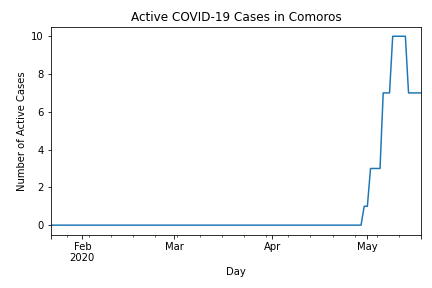 Active COVID-19 Cases in Comoros
Number of Active Cases
10
8
6
4
2
0
Feb Mar Apr May
2020
Day